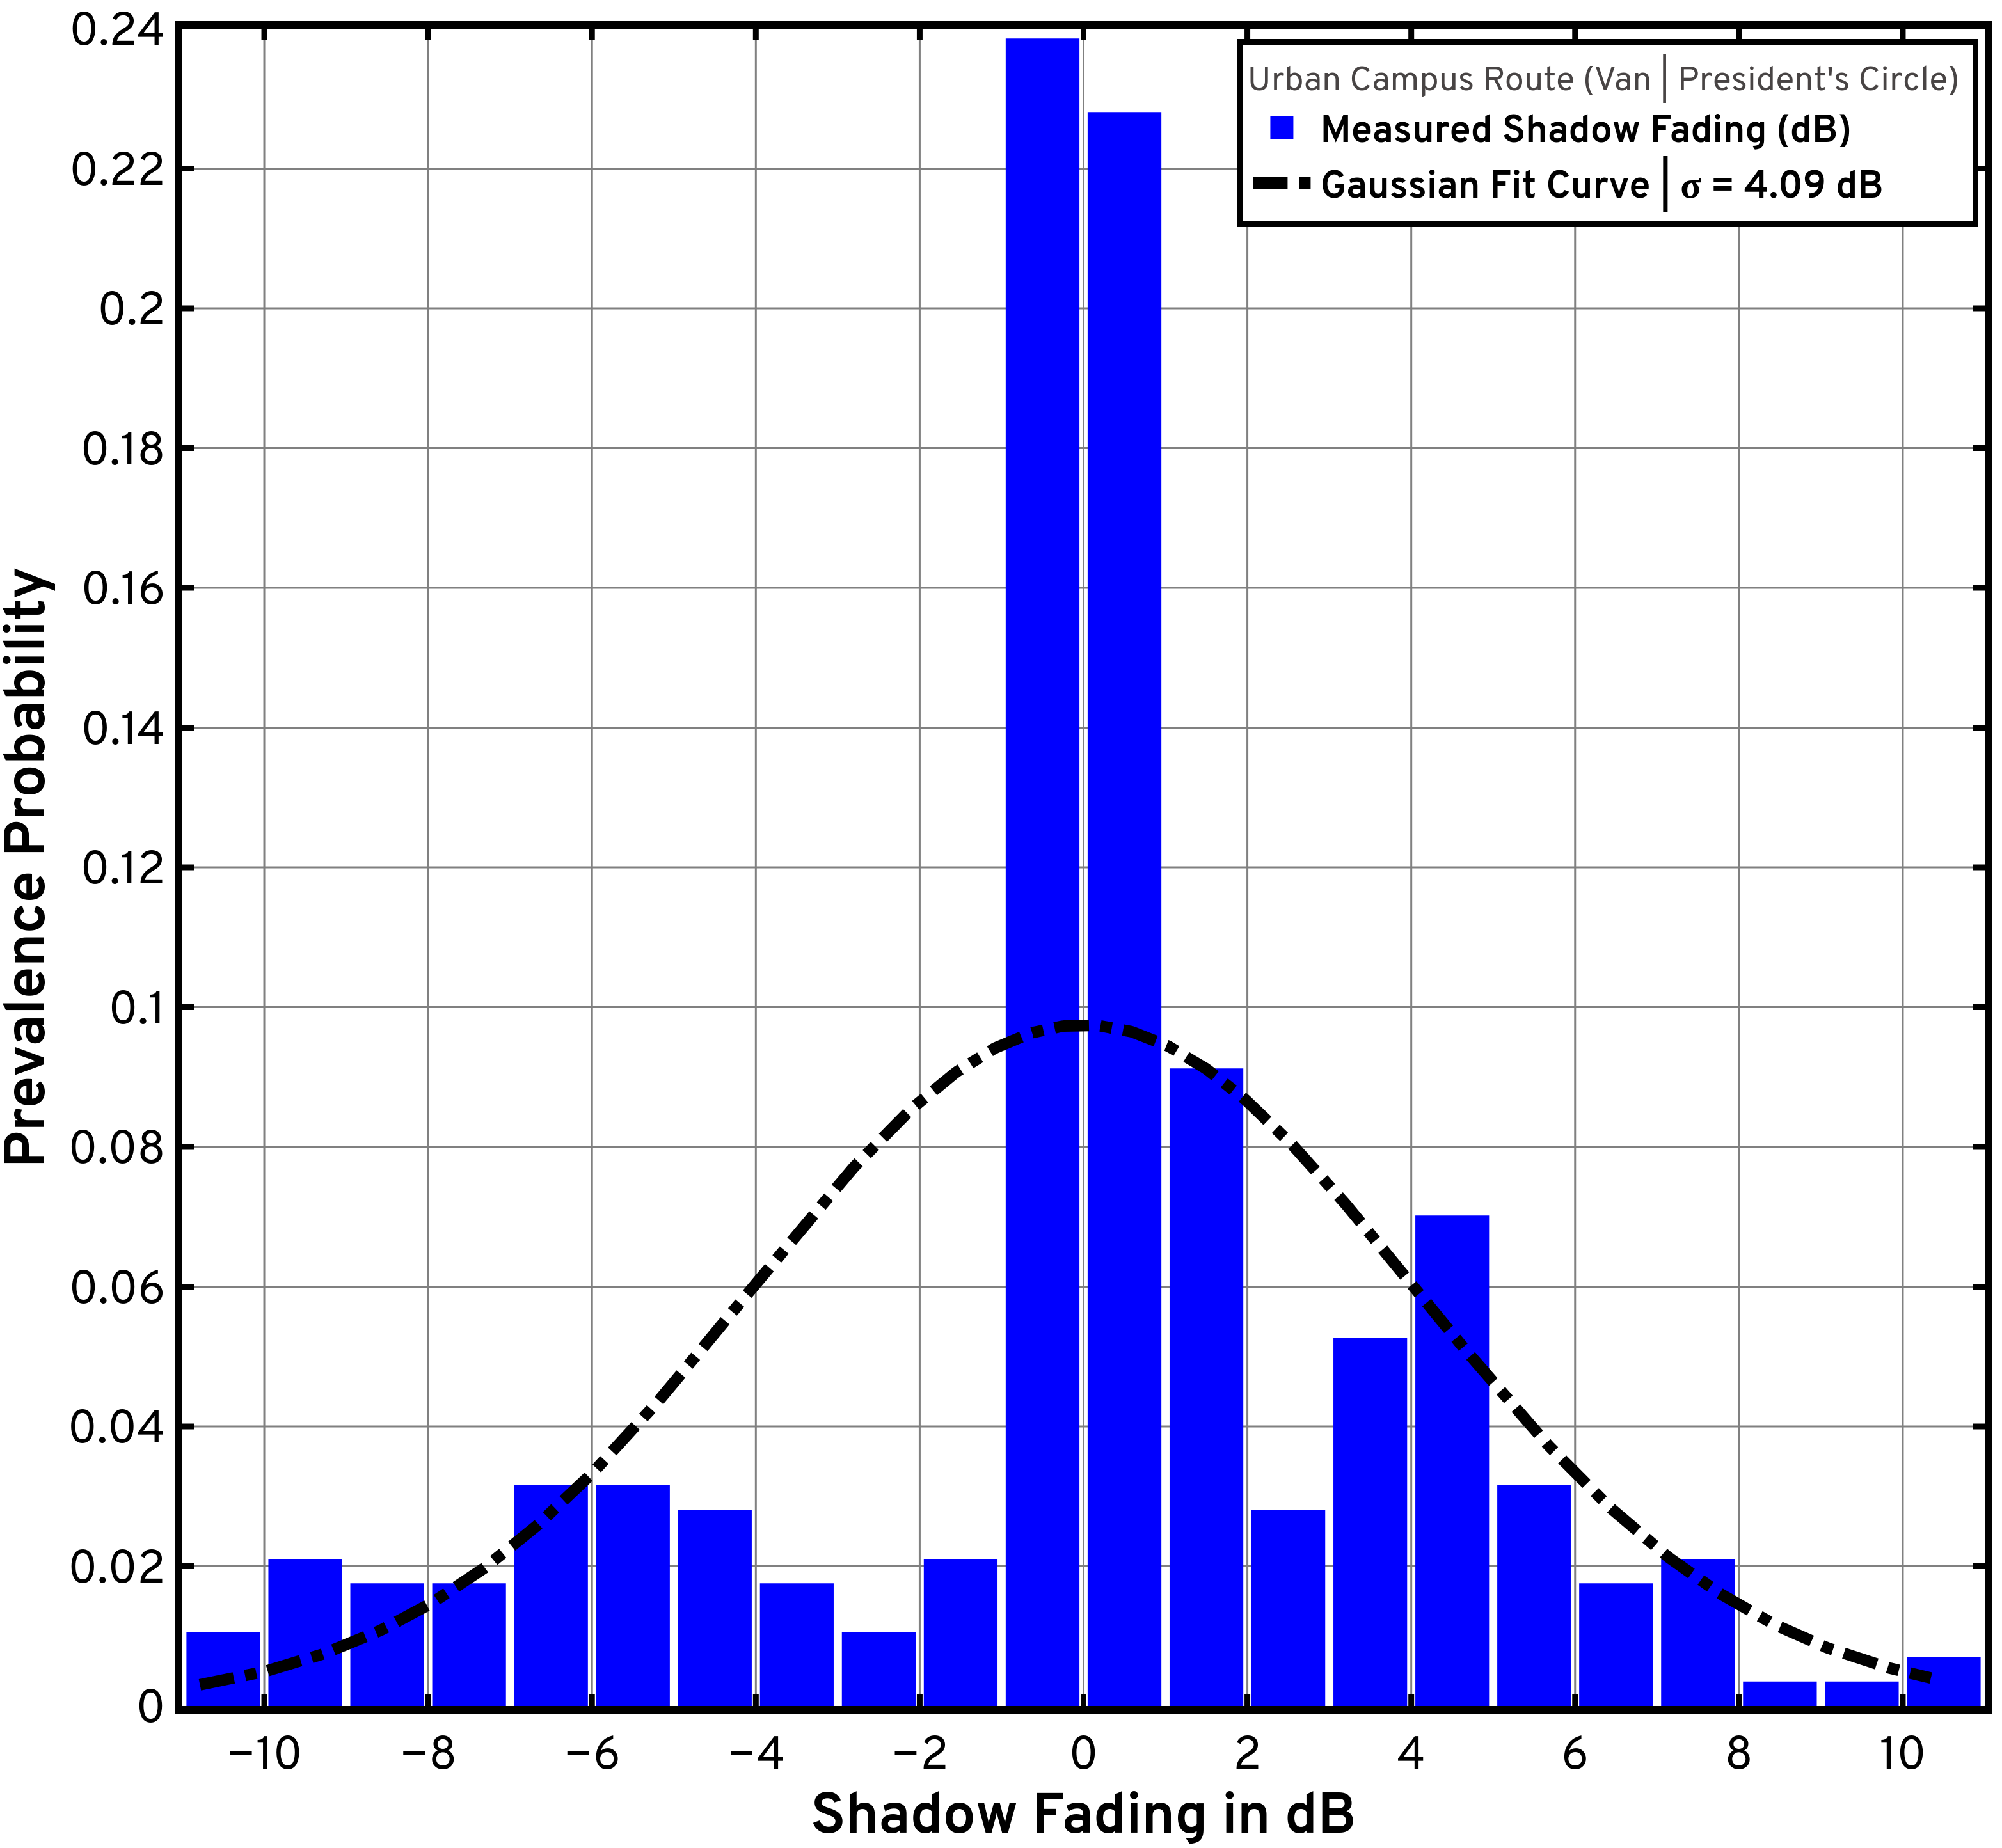 Urban Campus Route (Van | President's Circle)
Measured Shadow Fading (dB)
Gaussian Fit Curve | σ = 4.09 dB
Prevalence Probability
0.24
0.22
0.2
0.18
0.16
0.14
0.12
0.1
0.08
0.06
0.04
0.02
0
−10 −8 −6 −4 −2 0 2 4 6 8 10
Shadow Fading in dB